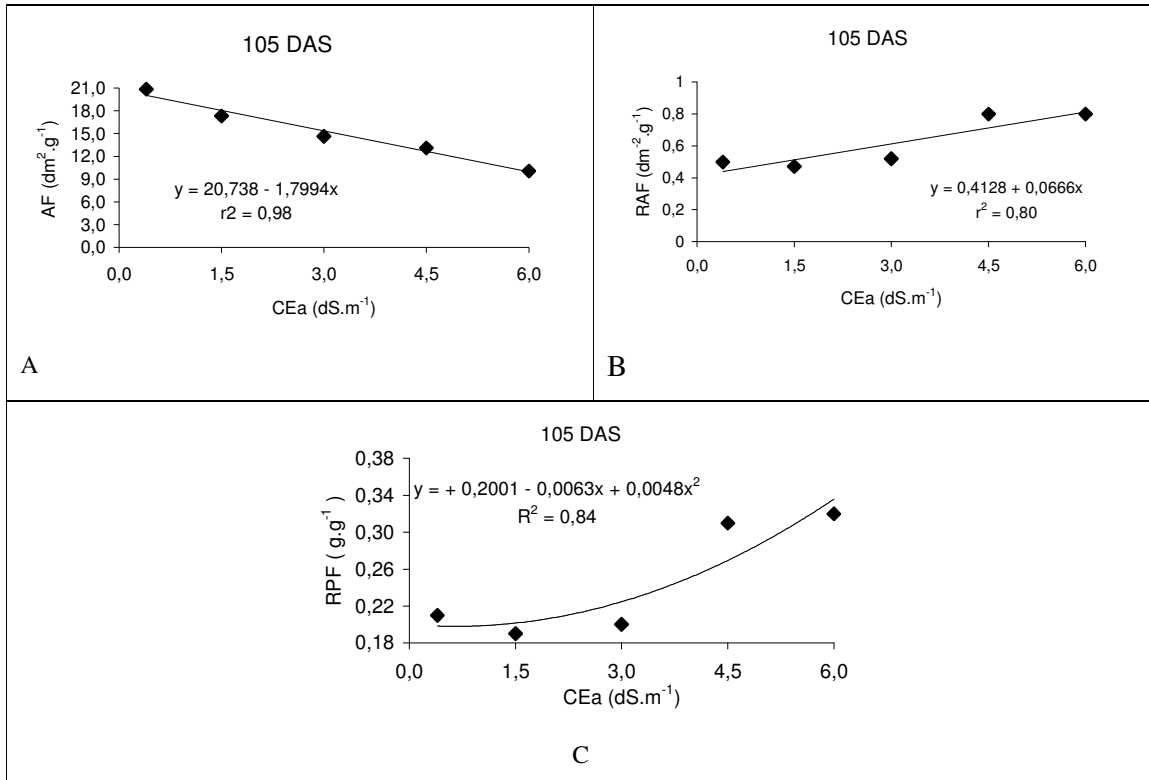 105 DAS
AF (dm².g⁻¹)
21,0
18,0
15,0
12,0
9,0
6,0
3,0
0,0
y = 20,738 - 1,7994x
r2 = 0,98
0,0 1,5 3,0 4,5 6,0
CEa (dS.m⁻¹)
A
105 DAS
RAF (dm⁻².g⁻¹)
1
0,8
0,6
0,4
0,2
0
y = 0,4128 + 0,0666x
r² = 0,80
0,0 1,5 3,0 4,5 6,0
CEa (dS.m⁻¹)
B
105 DAS
RPF ( g.g⁻¹ )
0,38
0,34
0,30
0,26
0,22
0,18
y = + 0,2001 - 0,0063x + 0,0048x²
R² = 0,84
0,0 1,5 3,0 4,5 6,0
CEa (dS.m⁻¹)
C